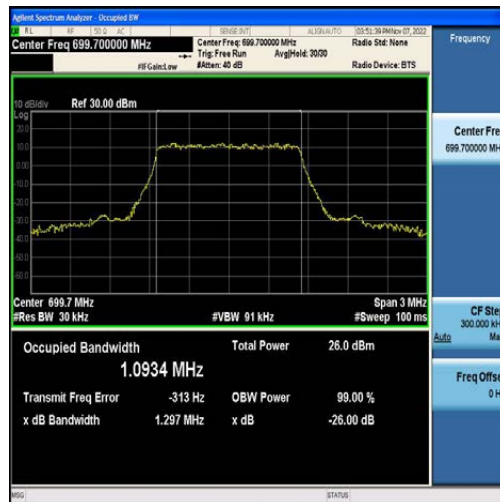 Agilent Spectrum Analyzer - Occupied BW
RL RF 50 Ω AC SENSE:INT ALIGN AUTO 03:51:39 PM Nov 07, 2022
Center Freq 699.700000 MHz
Center Freq: 699.700000 MHz
Radio Std: None
Trig: Free Run Avg|Hold: 30/30
#IFGain:Low #Atten: 40 dB Radio Device: BTS
Frequency
10 dB/div Ref 30.00 dBm
Log
20.0
10.0
0.00
-10.0
-20.0
-30.0
-40.0
-50.0
-60.0
Center Fre
699.700000 MH
Center 699.7 MHz Span 3 MHz
#Res BW 30 kHz #VBW 91 kHz #Sweep 100 ms
CF Ste
300.000 kH
Auto Ma
Occupied Bandwidth Total Power 26.0 dBm
1.0934 MHz
Transmit Freq Error -313 Hz OBW Power 99.00 %
x dB Bandwidth 1.297 MHz x dB -26.00 dB
Freq Offse
0 H
MSG STATUS